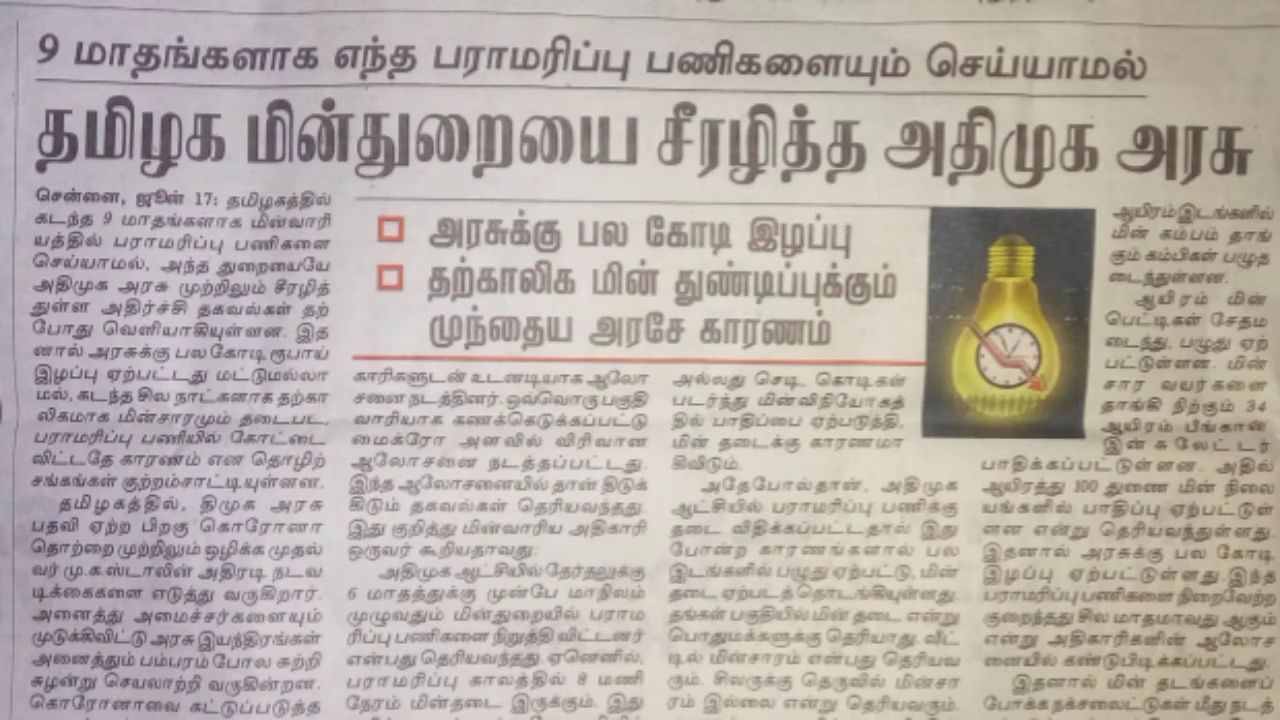 9 மாதங்களாக எந்த பராமரிப்பு பணிகளையும் செய்யாமல்
தமிழக மின்துறையை சீரழித்த அதிமுக அரசு
அரசுக்கு பல கோடி இழப்பு
தற்காலிக மின் துண்டிப்புக்கும்
முந்தைய அரசே காரணம்
சென்னை, ஜூன் 17: தமிழகத்தில்
கடந்த 9 மாதங்களாக மின்வாரி
யத்தில் பராமரிப்பு பணிகளை
செய்யாமல், அந்த துறையையே
அதிமுக அரசு முற்றிலும் சீரழித்
துள்ள அதிர்ச்சி தகவல்கள் தற்
போது வெளியாகியுள்ளன. இத
னால் அரசுக்கு பல கோடி ரூபாய்
இழப்பு ஏற்பட்டது மட்டுமல்லா
மல், கடந்த சில நாட்களாக தற்கா
லிகமாக மின்சாரமும் தடைபட,
பராமரிப்பு பணியில் கோட்டை
விட்டதே காரணம் என தொழிற்
சங்கங்கள் குற்றம்சாட்டியுள்ளன.
தமிழகத்தில், திமுக அரசு
பதவி ஏற்ற பிறகு கொரோனா
தொற்றை முற்றிலும் ஒழிக்க முதல்
வர் மு.க.ஸ்டாலின் அதிரடி நடவ
டிக்கைகளை எடுத்து வருகிறார்.
அனைத்து அமைச்சர்களையும்
முடுக்கிவிட்டு அரசு இயந்திரங்கள்
அனைத்தும் பம்பரம் போல சுற்றி
சுழன்று செயலாற்றி வருகின்றன.
கொரோனாவை கட்டுப்படுத்த
காரிகளுடன் உடனடியாக ஆலோ
சனை நடத்தினர். ஒவ்வொரு பகுதி
வாரியாக கணக்கெடுக்கப்பட்டு
மைக்ரோ அளவில் விரிவான
ஆலோசனை நடத்தப்பட்டது.
இந்த ஆலோசனையில் தான் திடுக்
கிடும் தகவல்கள் தெரியவந்தது.
இது குறித்து மின்வாரிய அதிகாரி
ஒருவர் கூறியதாவது:
அதிமுக ஆட்சியில் தேர்தலுக்கு
6 மாதத்துக்கு முன்பே மாநிலம்
முழுவதும் மின்துறையில் பராம
ரிப்பு பணிகளை நிறுத்தி விட்டனர்
என்பது தெரியவந்தது. ஏனெனில்,
பராமரிப்பு காலத்தில் 8 மணி
நேரம் மின்தடை இருக்கும். இது
அல்லது செடி, கொடிகள்
படர்ந்து மின்விநியோகத்
தில் பாதிப்பை ஏற்படுத்தி,
மின் தடைக்கு காரணமா
கிவிடும்.
அதேபோல்தான், அதிமுக
ஆட்சியில் பராமரிப்பு பணிக்கு
தடை விதிக்கப்பட்டதால் இது
போன்ற காரணங்களால் பல
இடங்களில் பழுது ஏற்பட்டு, மின்
தடை ஏற்படத் தொடங்கியுள்ளது.
தங்கள் பகுதியில் மின் தடை என்று
பொதுமக்களுக்கு தெரியாது. வீட்
டில் மின்சாரம் என்பது தெரியவ
ரும். சிலருக்கு தெருவில் மின்சா
ரம் இல்லை என்று தெரியவரும்.
ஆயிரம் இடங்களில்
மின் கம்பம் தாங்
கும் கம்பிகள் பழுத
டைந்துள்ளன.
ஆயிரம் மின்
பெட்டிகள் சேதம
டைந்து, பழுது ஏற்
பட்டுள்ளன. மின்
சார வயர்களை
தாங்கி நிற்கும் 34
ஆயிரம் பீங்கான்
இன்சுலேட்டர்
பாதிக்கப்பட்டுள்ளன. அதில்
ஆயிரத்து 100 துணை மின் நிலை
யங்களில் பாதிப்பு ஏற்பட்டுள்
ளன என்று தெரியவந்துள்ளது.
இதனால் அரசுக்கு பல கோடி
இழப்பு ஏற்பட்டுள்ளது. இந்த
பராமரிப்பு பணிகளை நிறைவேற்ற
குறைந்தது சில மாதமாவது ஆகும்
என்று அதிகாரிகளின் ஆலோச
னையில் கண்டுபிடிக்கப்பட்டது.
இதனால் மின் தடங்களைப்
போக்க நக்சலைட்டுகள் மீது நடத்